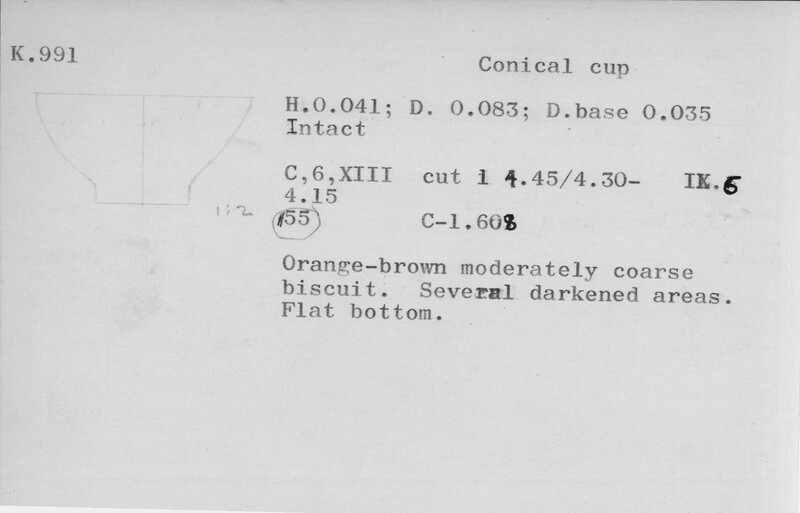 K.991
Conical cup
H.0.041; D. 0.083; D.base 0.035
Intact
C,6,XIII cut 1 4.45/4.30- IK.6
4.15
155 C-1.608
1:2
Orange-brown moderately coarse
biscuit. Several darkened areas.
Flat bottom.